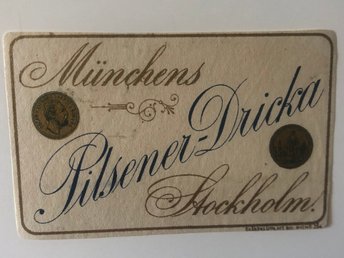 Münchens
Pilsener-Dricka
Stockholm.